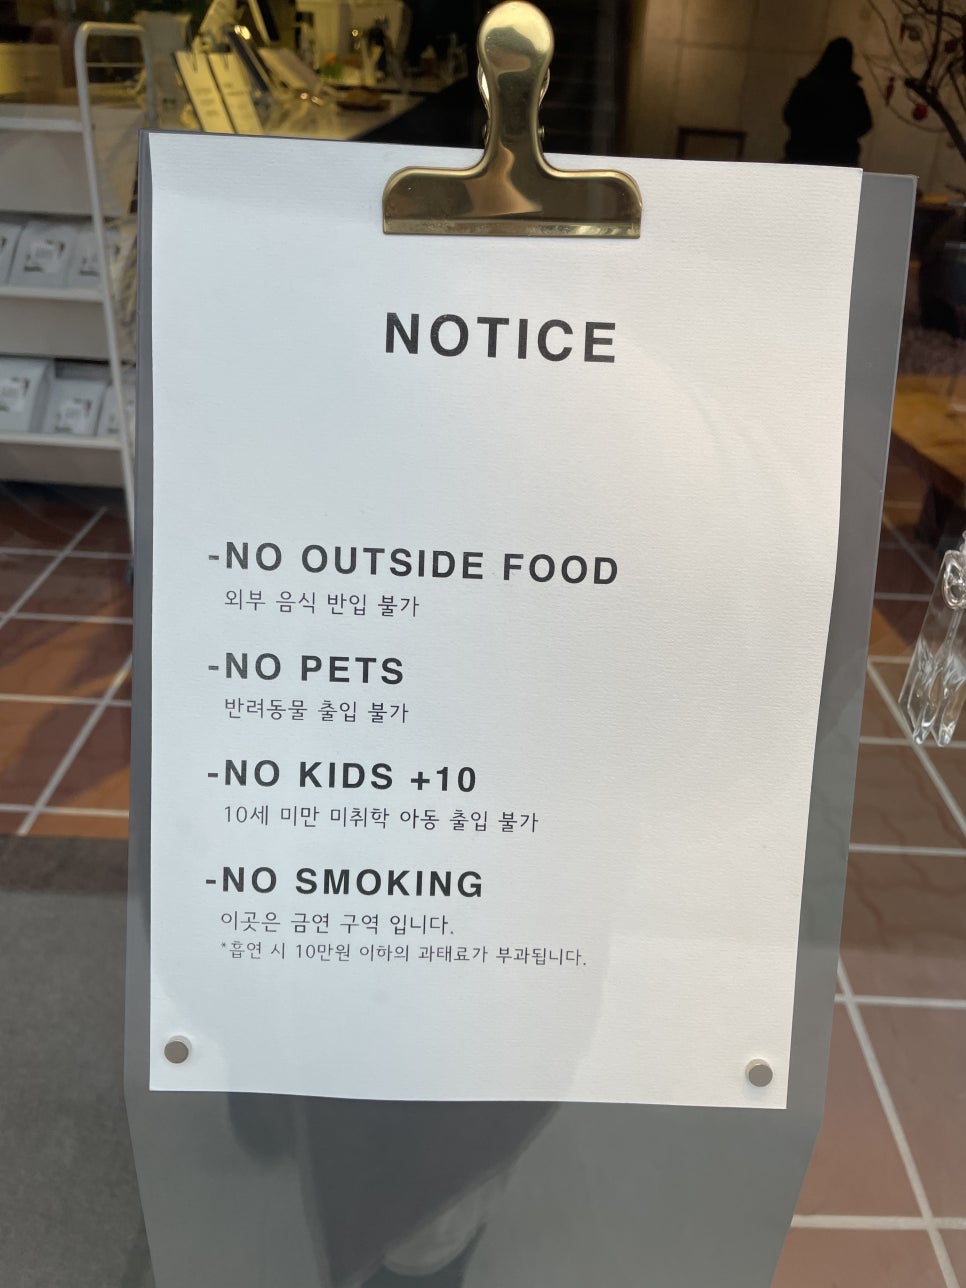 NOTICE
-NO OUTSIDE FOOD
외부 음식 반입 불가
-NO PETS
반려동물 출입 불가
-NO KIDS +10
10세 미만 미취학 아동 출입 불가
-NO SMOKING
이곳은 금연 구역 입니다.
*흡연 시 10만원 이하의 과태료가 부과됩니다.